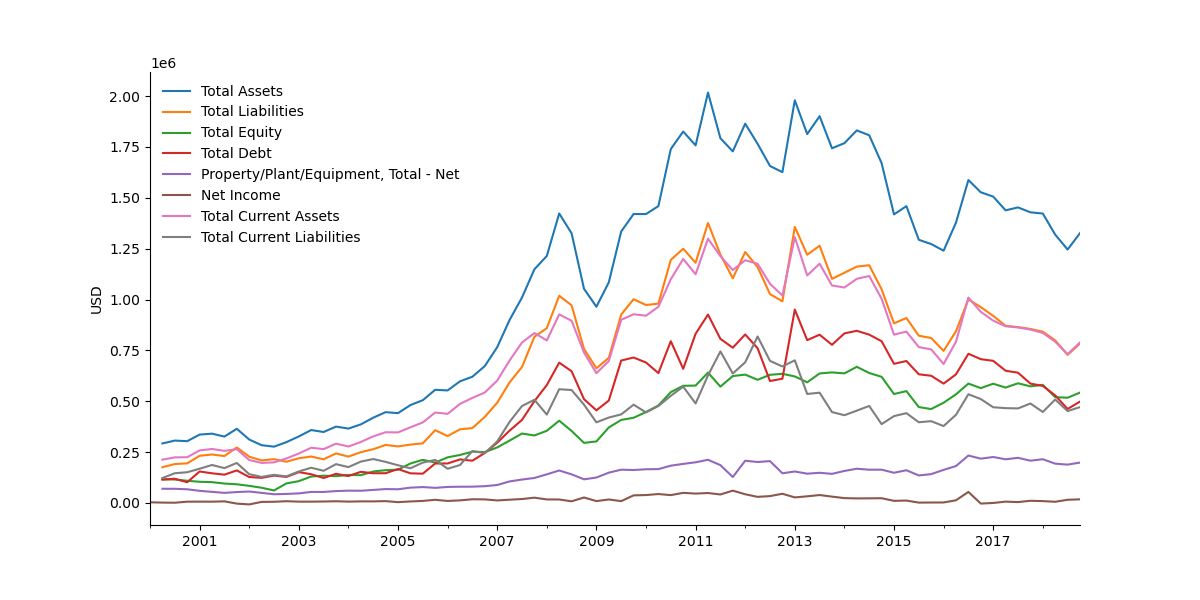 1e6
2.00
1.75
1.50
1.25
1.00
0.75
0.50
0.25
0.00
USD
Total Assets
Total Liabilities
Total Equity
Total Debt
Property/Plant/Equipment, Total - Net
Net Income
Total Current Assets
Total Current Liabilities
2001 2003 2005 2007 2009 2011 2013 2015 2017